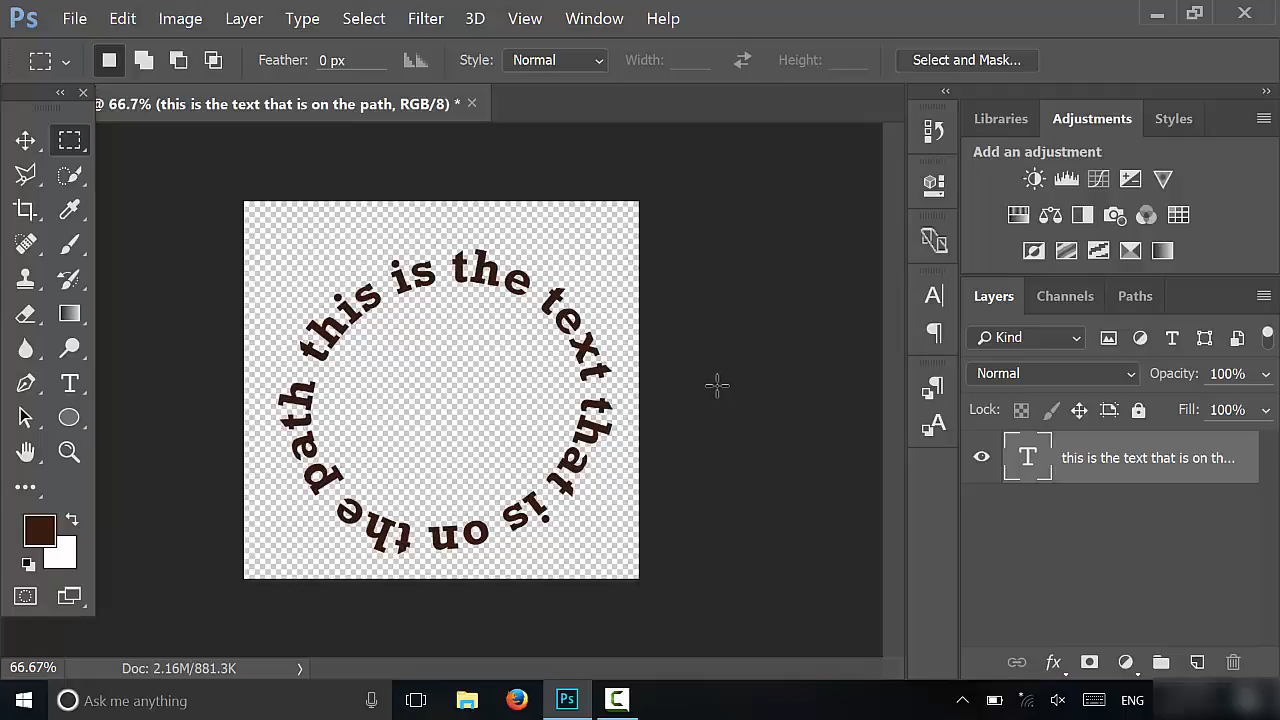 Ps File Edit Image Layer Type Select Filter 3D View Window Help
Feather: 0 px Style: Normal Width: Height: Select and Mask...
@ 66.7% (this is the text that is on the path, RGB/8) *
this is the text that is on the path
Libraries Adjustments Styles
Add an adjustment
Layers Channels Paths
Kind T
Normal Opacity: 100%
Lock: Fill: 100%
T this is the text that is on th...
fx
66.67% Doc: 2.16M/881.3K
Ask me anything Ps ENG